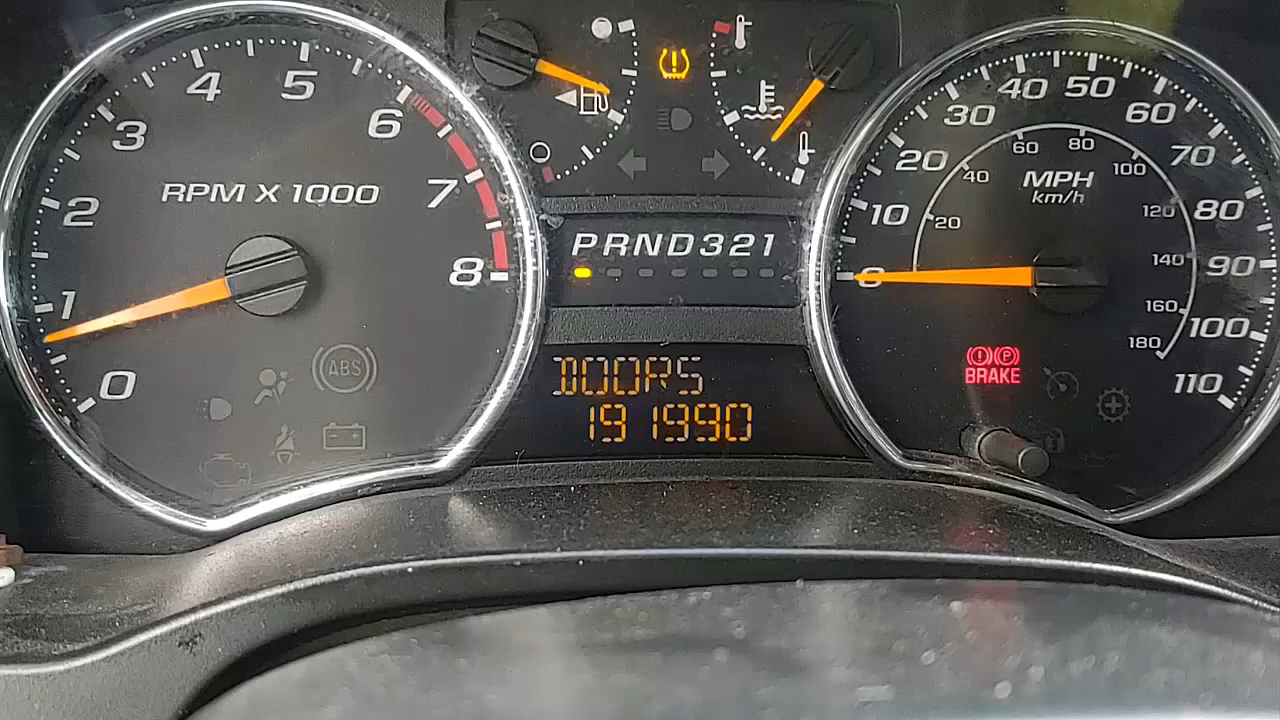 RPM X 1000
0 1 2 3 4 5 6 7 8
ABS
PRND321
DOORS
191990
MPH
km/h
0 10 20 30 40 50 60 70 80 90 100 110
20 40 60 80 100 120 140 160 180
(!) (P)
BRAKE